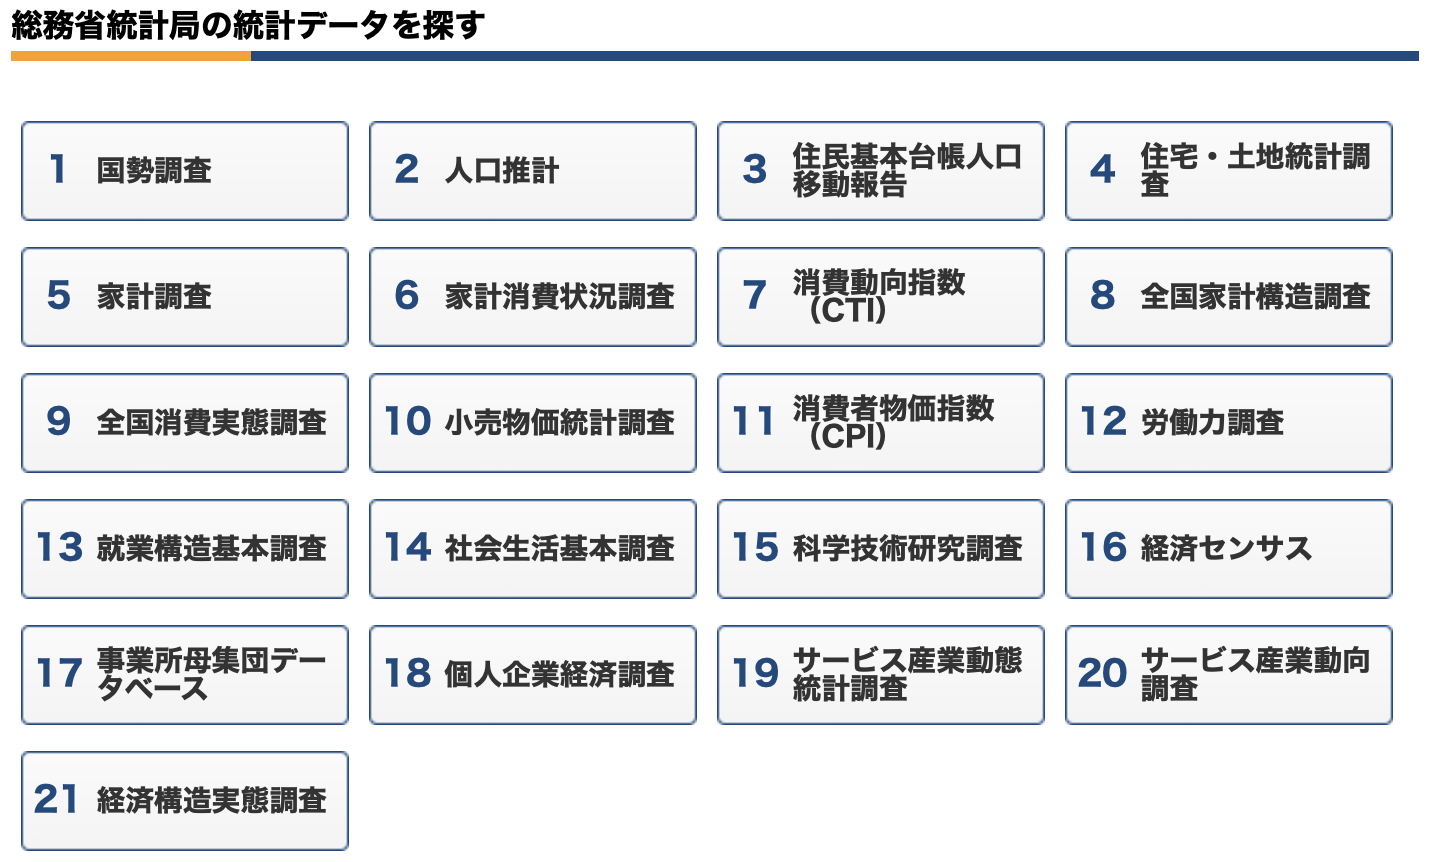 総務省統計局の統計データを探す
1 国勢調査
2 人口推計
3 住民基本台帳人口
移動報告
4 住宅・土地統計調
査
5 家計調査
6 家計消費状況調査
7 消費動向指数
（CTI）
8 全国家計構造調査
9 全国消費実態調査
10 小売物価統計調査
11 消費者物価指数
（CPI）
12 労働力調査
13 就業構造基本調査
14 社会生活基本調査
15 科学技術研究調査
16 経済センサス
17 事業所母集団デー
タベース
18 個人企業経済調査
19 サービス産業動態
統計調査
20 サービス産業動向
調査
21 経済構造実態調査